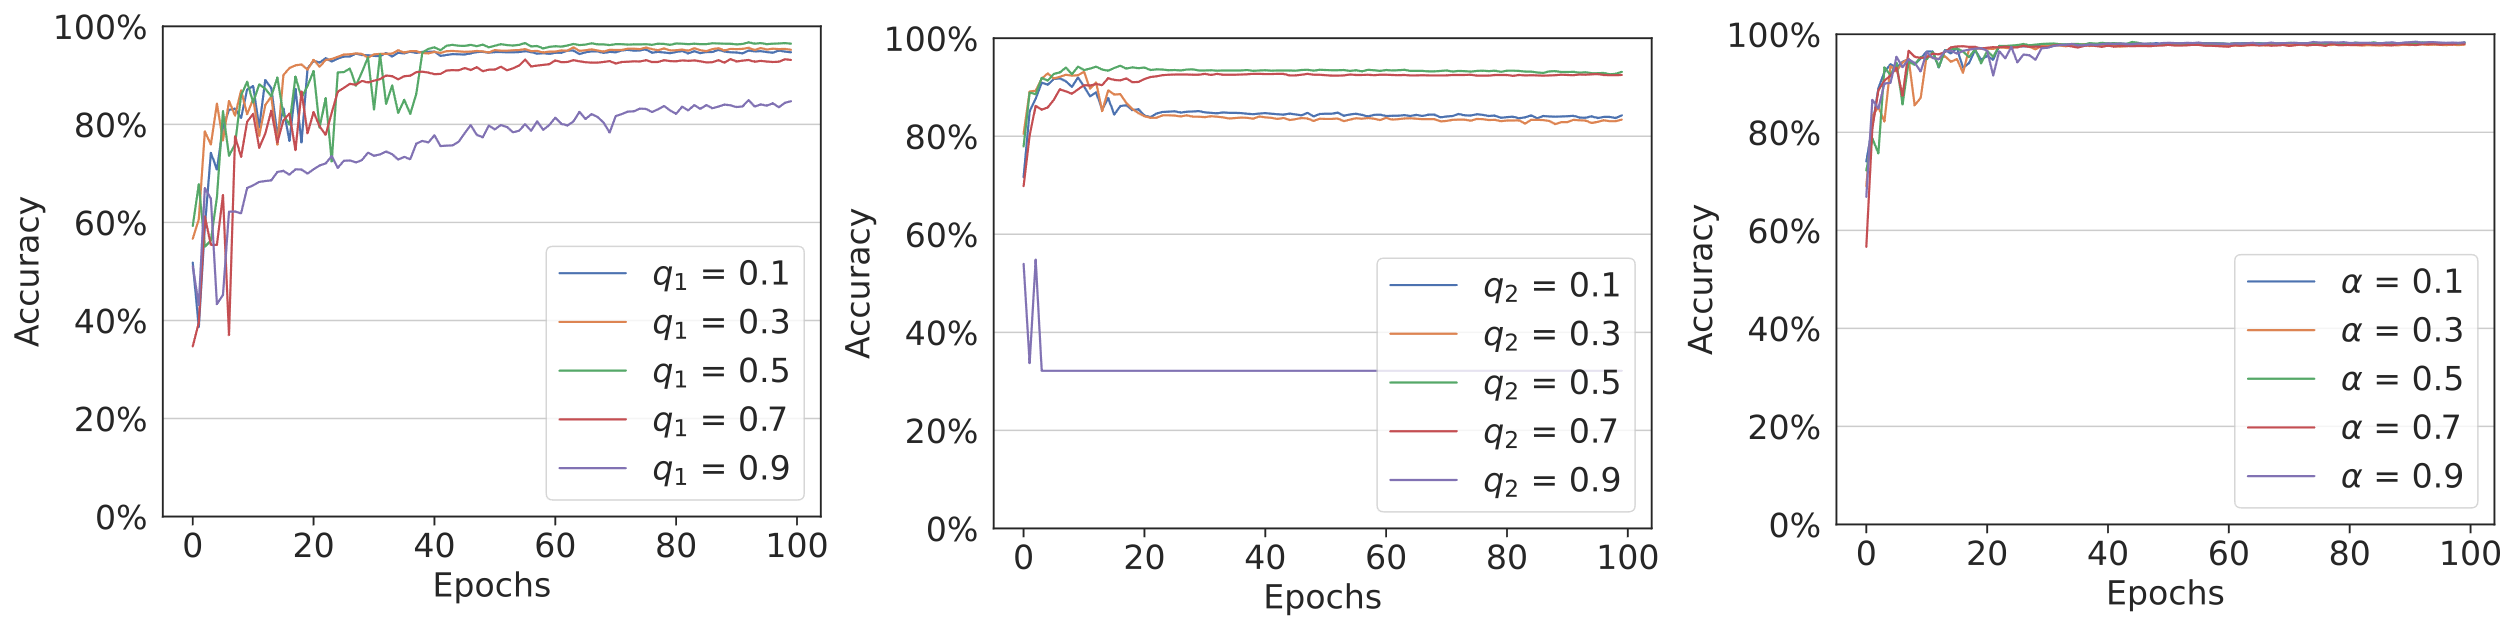 100%
80%
60%
40%
20%
0%
Accuracy
0 20 40 60 80 100
Epochs
q1 = 0.1
q1 = 0.3
q1 = 0.5
q1 = 0.7
q1 = 0.9
100%
80%
60%
40%
20%
0%
Accuracy
0 20 40 60 80 100
Epochs
q2 = 0.1
q2 = 0.3
q2 = 0.5
q2 = 0.7
q2 = 0.9
100%
80%
60%
40%
20%
0%
Accuracy
0 20 40 60 80 100
Epochs
α = 0.1
α = 0.3
α = 0.5
α = 0.7
α = 0.9